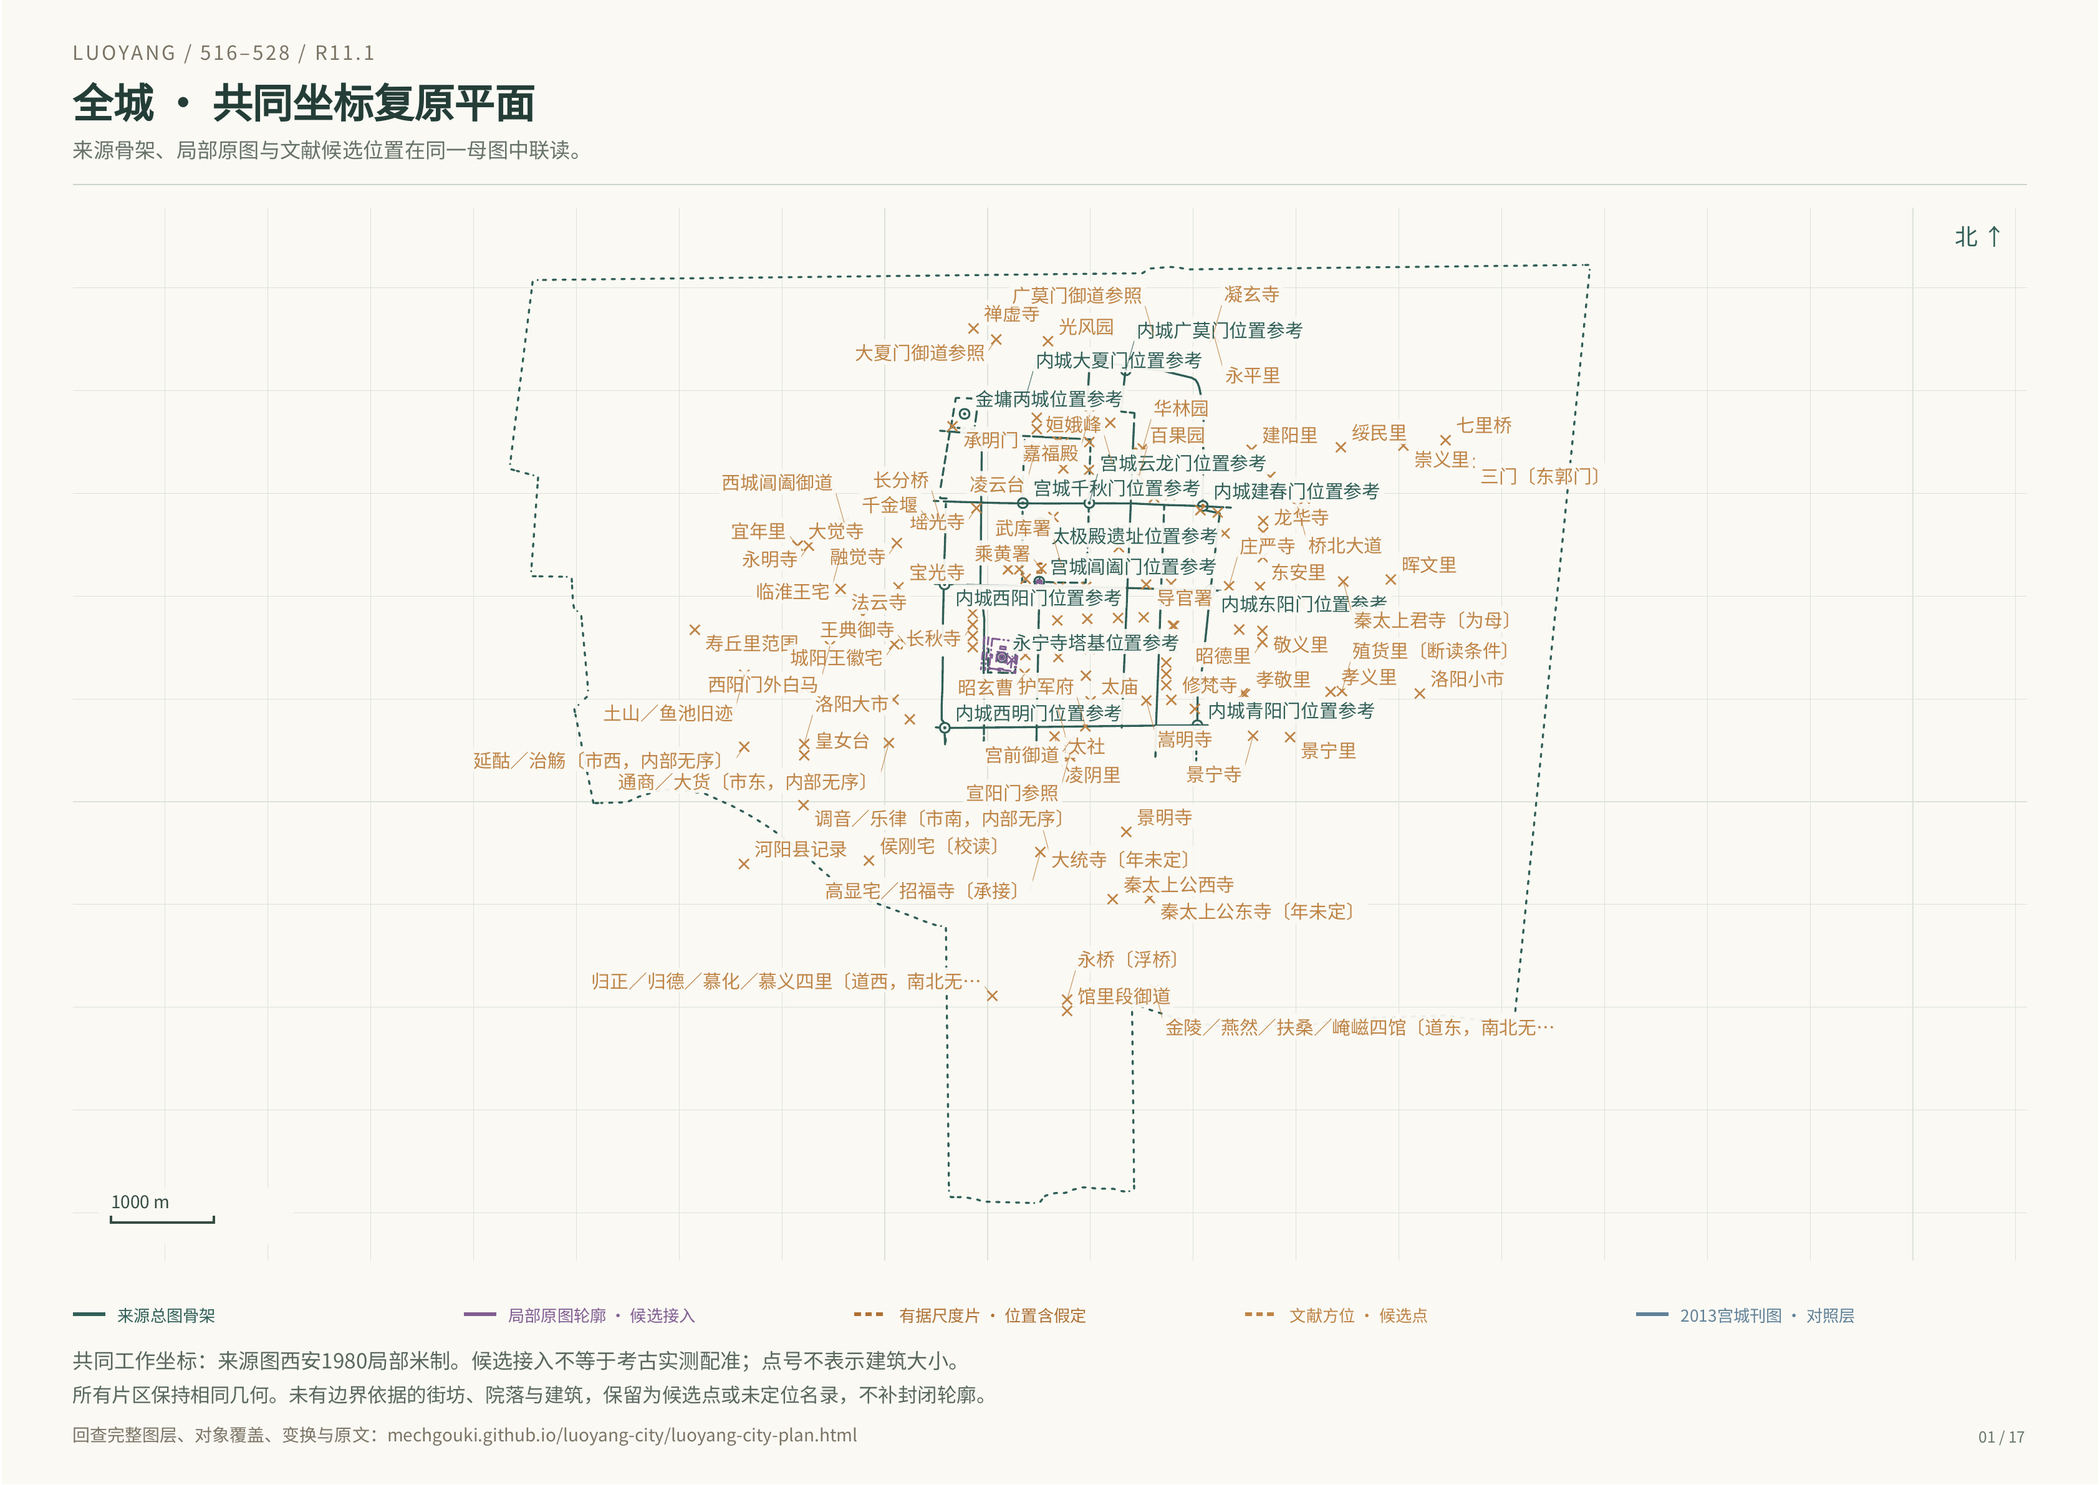 LUOYANG / 516–528 / R11.1
全城 · 共同坐标复原平面
来源骨架、局部原图与文献候选位置在同一母图中联读。
北 ↑
广莫门御道参照
凝玄寺
禅虚寺
光风园
内城广莫门位置参考
大夏门御道参照
内城大夏门位置参考
永平里
金墉丙城位置参考
华林园
姮娥峰
七里桥
承明门
百果园
建阳里
绥民里
嘉福殿
宫城云龙门位置参考
崇义里
三门〔东郭门〕
西城阊阖御道
长分桥
凌云台
宫城千秋门位置参考
内城建春门位置参考
千金堰
瑶光寺
武库署
龙华寺
宜年里
大觉寺
太极殿遗址位置参考
永明寺
融觉寺
乘黄署
庄严寺
桥北大道
宝光寺
宫城阊阖门位置参考
东安里
晖文里
临淮王宅
法云寺
内城西阳门位置参考
导官署
内城东阳门位置参考
秦太上君寺〔为母〕
寿丘里范围
王典御寺
长秋寺
永宁寺塔基位置参考
敬义里
城阳王徽宅
昭德里
殖货里〔断读条件〕
西阳门外白马
昭玄曹
护军府
太庙
修梵寺
孝敬里
孝义里
洛阳小市
土山／鱼池旧迹
洛阳大市
内城西明门位置参考
内城青阳门位置参考
皇女台
宫前御道
太社
嵩明寺
景宁里
延酤／治觞〔市西，内部无序〕
通商／大货〔市东，内部无序〕
凌阴里
景宁寺
宣阳门参照
调音／乐律〔市南，内部无序〕
景明寺
河阳县记录
侯刚宅〔校读〕
大统寺〔年未定〕
高显宅／招福寺〔承接〕
秦太上公西寺
秦太上公东寺〔年未定〕
永桥〔浮桥〕
归正／归德／慕化／慕义四里〔道西，南北无…
馆里段御道
金陵／燕然／扶桑／崦嵫四馆〔道东，南北无…
1000 m
来源总图骨架
局部原图轮廓 · 候选接入
有据尺度片 · 位置含假定
文献方位 · 候选点
2013宫城刊图 · 对照层
共同工作坐标：来源图西安1980局部米制。候选接入不等于考古实测配准；点号不表示建筑大小。
所有片区保持相同几何。未有边界依据的街坊、院落与建筑，保留为候选点或未定位名录，不补封闭轮廓。
回查完整图层、对象覆盖、变换与原文：mechgouki.github.io/luoyang-city/luoyang-city-plan.html
01 / 17